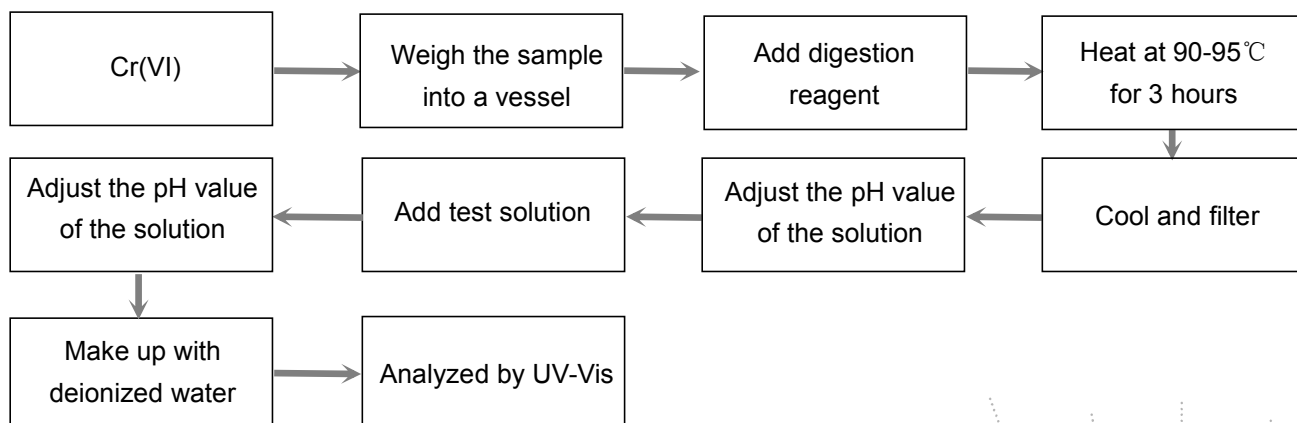 Cr(VI)
Weigh the sample
into a vessel
Add digestion
reagent
Heat at 90-95℃
for 3 hours
Cool and filter
Adjust the pH value
of the solution
Add test solution
Adjust the pH value
of the solution
Make up with
deionized water
Analyzed by UV-Vis